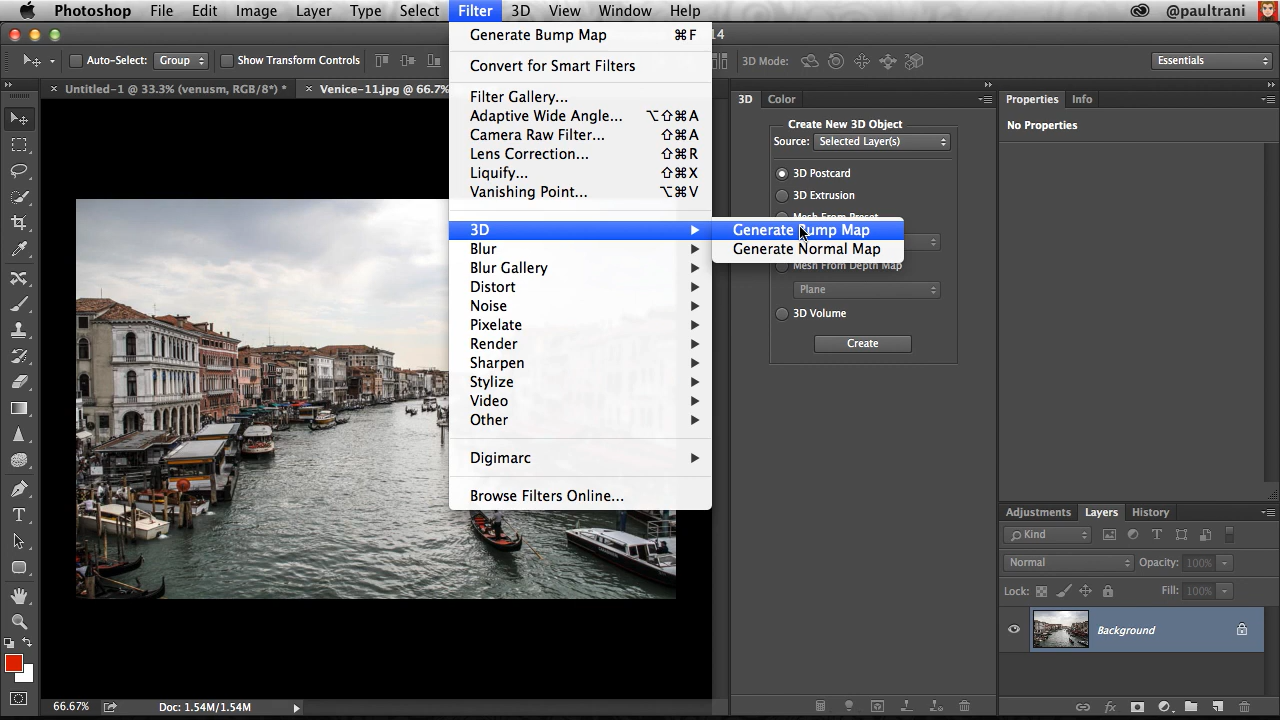 Photoshop File Edit Image Layer Type Select Filter 3D View Window Help @paultrani
14
Auto-Select: Group Show Transform Controls 3D Mode: Essentials
Untitled-1 @ 33.3% (venusm, RGB/8*) * Venice-11.jpg @ 66.7%
Generate Bump Map ⌘F
Convert for Smart Filters
Filter Gallery...
Adaptive Wide Angle... ⌥⇧⌘A
Camera Raw Filter... ⇧⌘A
Lens Correction... ⇧⌘R
Liquify... ⇧⌘X
Vanishing Point... ⌥⌘V
3D
Blur
Blur Gallery
Distort
Noise
Pixelate
Render
Sharpen
Stylize
Video
Other
Digimarc
Browse Filters Online...
Generate Bump Map
Generate Normal Map
3D Color
Create New 3D Object
Source: Selected Layer(s)
3D Postcard
3D Extrusion
Mesh From Preset
Mesh From Depth Map
Plane
3D Volume
Create
Properties Info
No Properties
Adjustments Layers History
Kind
Normal Opacity: 100%
Lock: Fill: 100%
Background
66.67% Doc: 1.54M/1.54M